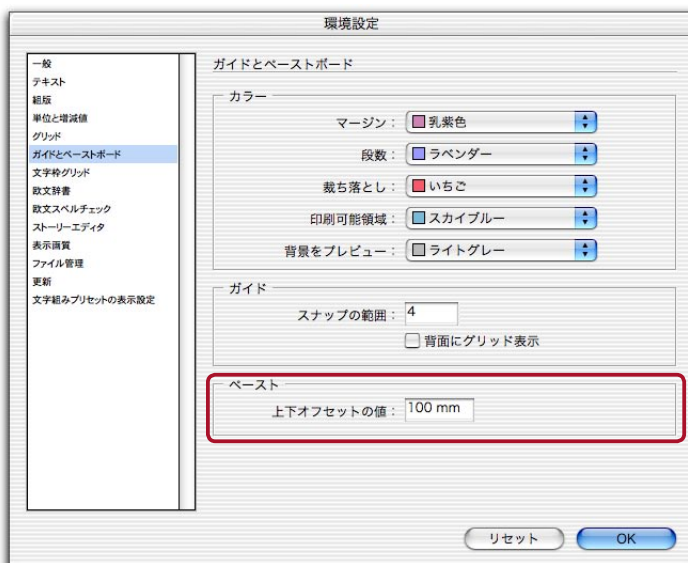 環境設定
一般
テキスト
組版
単位と増減値
グリッド
ガイドとペーストボード
文字枠グリッド
欧文辞書
欧文スペルチェック
ストーリーエディタ
表示画質
ファイル管理
更新
文字組みプリセットの表示設定
ガイドとペーストボード
カラー
マージン： 乳紫色
段数： ラベンダー
裁ち落とし： いちご
印刷可能領域： スカイブルー
背景をプレビュー： ライトグレー
ガイド
スナップの範囲： 4
背面にグリッド表示
ペースト
上下オフセットの値： 100 mm
リセット OK